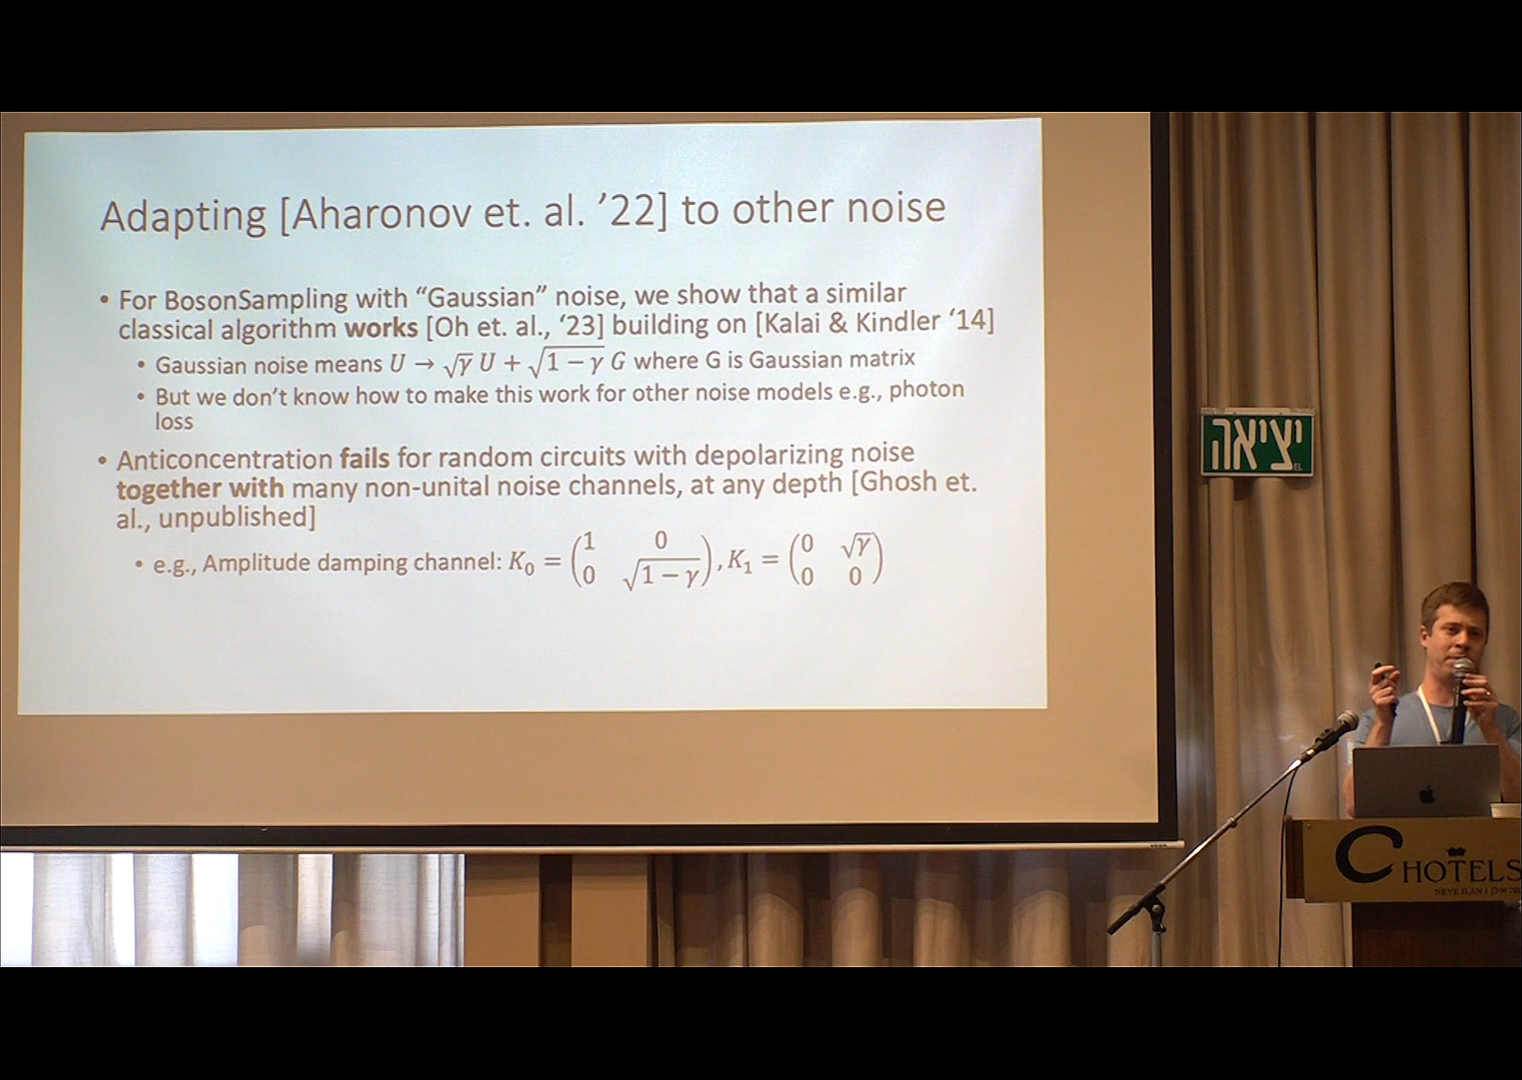 Adapting [Aharonov et. al. ’22] to other noise
• For BosonSampling with “Gaussian” noise, we show that a similar
classical algorithm works [Oh et. al., ‘23] building on [Kalai & Kindler ‘14]
• Gaussian noise means U → √γ U + √(1 − γ) G where G is Gaussian matrix
• But we don’t know how to make this work for other noise models e.g., photon
loss
• Anticoncentration fails for random circuits with depolarizing noise
together with many non-unital noise channels, at any depth [Ghosh et.
al., unpublished]
• e.g., Amplitude damping channel: K₀ = (1 0; 0 √(1 − γ)), K₁ = (0 √γ; 0 0)
יציאה
C HOTELS
NEVE ILAN